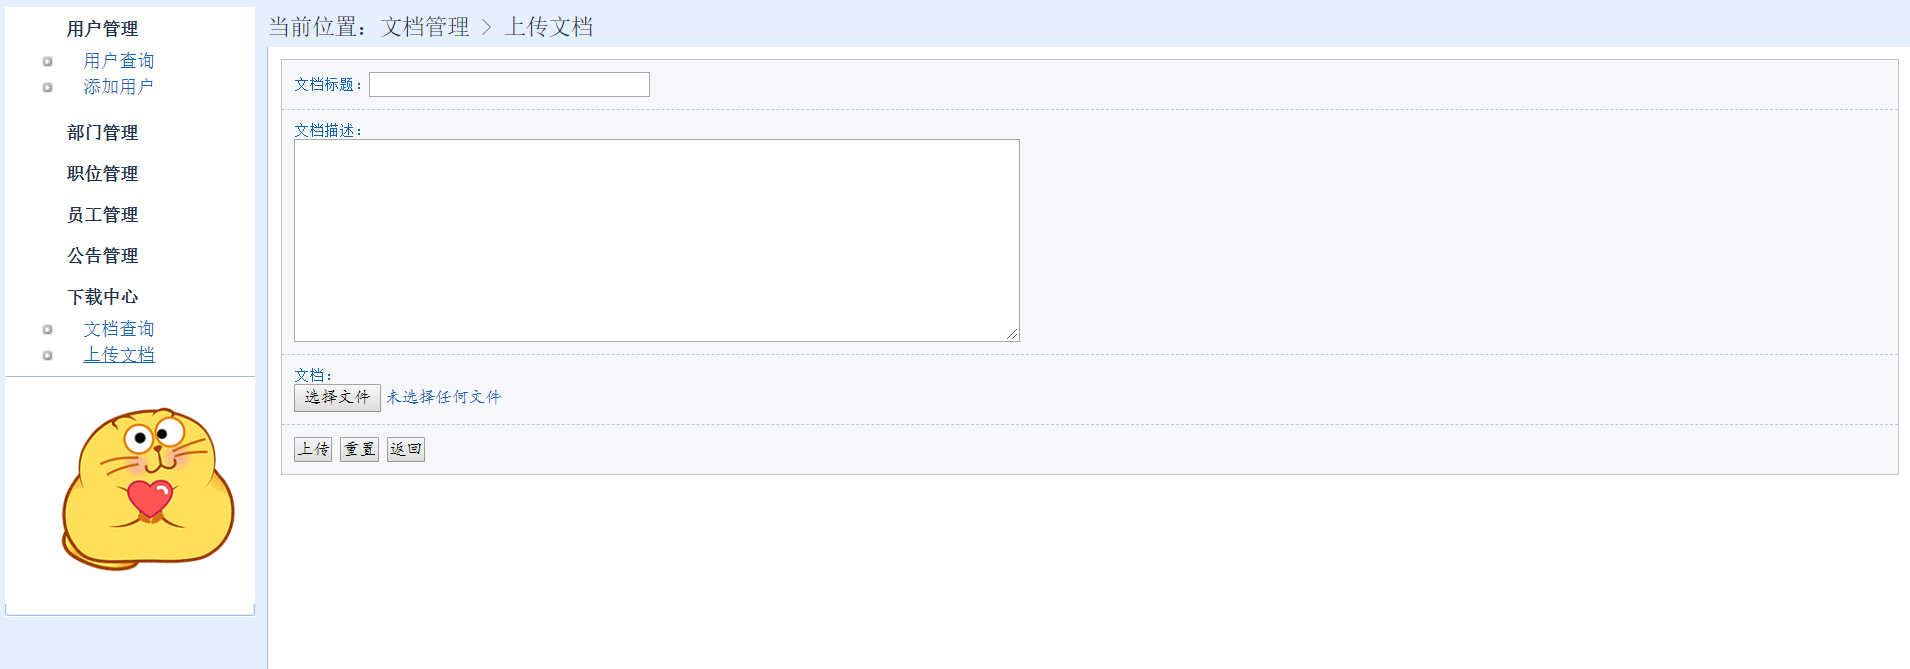 用户管理
用户查询
添加用户
部门管理
职位管理
员工管理
公告管理
下载中心
文档查询
上传文档
当前位置：文档管理 > 上传文档
文档标题：
文档描述：
文档：
选择文件 未选择任何文件
上传 重置 返回